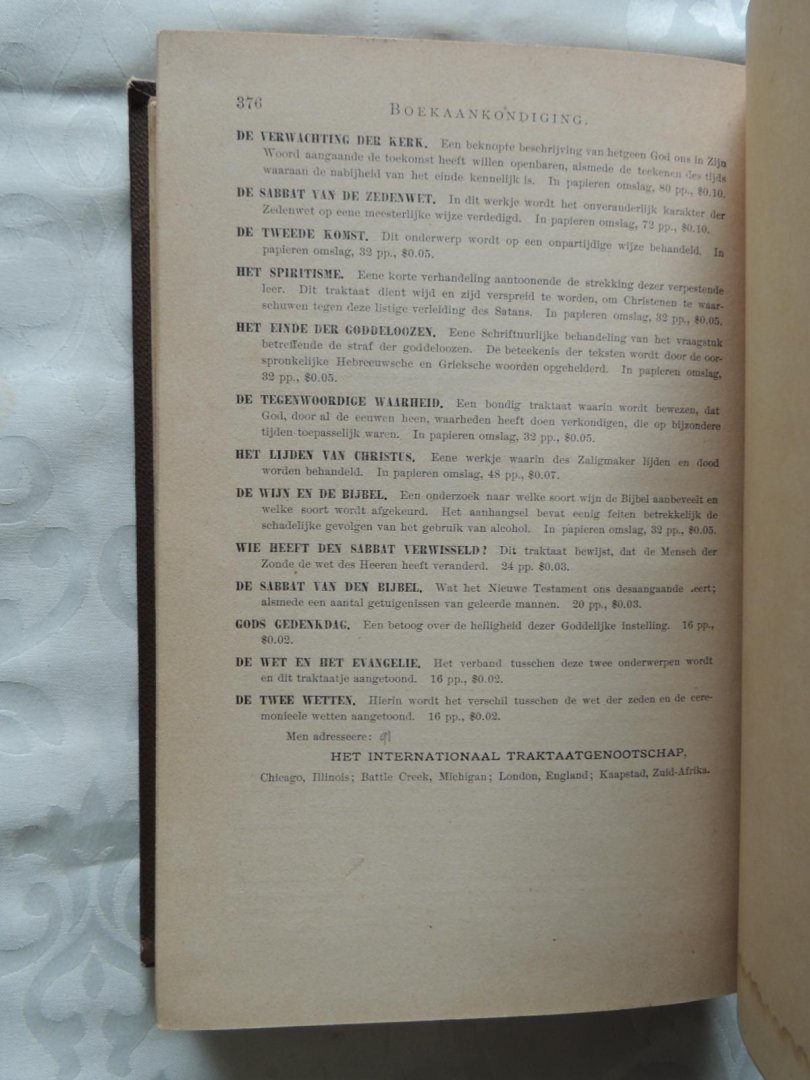 376
BOEKAANKONDIGING.
DE VERWACHTING DER KERK. Een beknopte beschrijving van hetgeen God ons in Zijn
Woord aangaande de toekomst heeft willen openbaren, alsmede de teekenen des tijds
waaraan de nabijheid van het einde kennelijk is. In papieren omslag, 80 pp., $0.10.
DE SABBAT VAN DE ZEDENWET. In dit werkje wordt het onveranderlijk karakter der
Zedenwet op eene meesterlijke wijze verdedigd. In papieren omslag, 72 pp., $0.10.
DE TWEEDE KOMST. Dit onderwerp wordt op een onpartijdige wijze behandeld. In
papieren omslag, 32 pp., $0.05.
HET SPIRITISME. Eene korte verhandeling aantoonende de strekking dezer verpestende
leer. Dit traktaat dient wijd en zijd verspreid te worden, om Christenen te waar-
schuwen tegen deze listige verleiding des Satans. In papieren omslag, 32 pp., $0.05.
HET EINDE DER GODDELOOZEN. Eene Schriftuurlijke behandeling van het vraagstuk
betreffende de straf der goddeloozen. De beteekenis der teksten wordt door de oor-
spronkelijke Hebreeuwsche en Grieksche woorden opgehelderd. In papieren omslag,
32 pp., $0.05.
DE TEGENWOORDIGE WAARHEID. Een bondig traktaat waarin wordt bewezen, dat
God, door al de eeuwen heen, waarheden heeft doen verkondigen, die op bijzondere
tijden toepasselijk waren. In papieren omslag, 32 pp., $0.05.
HET LIJDEN VAN CHRISTUS. Eene werkje waarin des Zaligmaker lijden en dood
worden behandeld. In papieren omslag, 48 pp., $0.07.
DE WIJN EN DE BIJBEL. Een onderzoek naar welke soort wijn de Bijbel aanbeveelt en
welke soort wordt afgekeurd. Het aanhangsel bevat eenig feiten betrekkelijk de
schadelijke gevolgen van het gebruik van alcohol. In papieren omslag, 32 pp., $0.05.
WIE HEEFT DEN SABBAT VERWISSELD? Dit traktaat bewijst, dat de Mensch der
Zonde de wet des Heeren heeft veranderd. 24 pp. $0.03.
DE SABBAT VAN DEN BIJBEL. Wat het Nieuwe Testament ons desaangaande leert;
alsmede een aantal getuigenissen van geleerde mannen. 20 pp., $0.03.
GODS GEDENKDAG. Een betoog over de heiligheid dezer Goddelijke instelling. 16 pp.,
$0.02.
DE WET EN HET EVANGELIE. Het verband tusschen deze twee onderwerpen wordt
en dit traktaatje aangetoond. 16 pp., $0.02.
DE TWEE WETTEN. Hierin wordt het verschil tusschen de wet der zeden en de cere-
monieele wetten aangetoond. 16 pp., $0.02.
Men adresseere:
HET INTERNATIONAAL TRAKTAATGENOOTSCHAP,
Chicago, Illinois; Battle Creek, Michigan; London, England; Kaapstad, Zuid-Afrika.